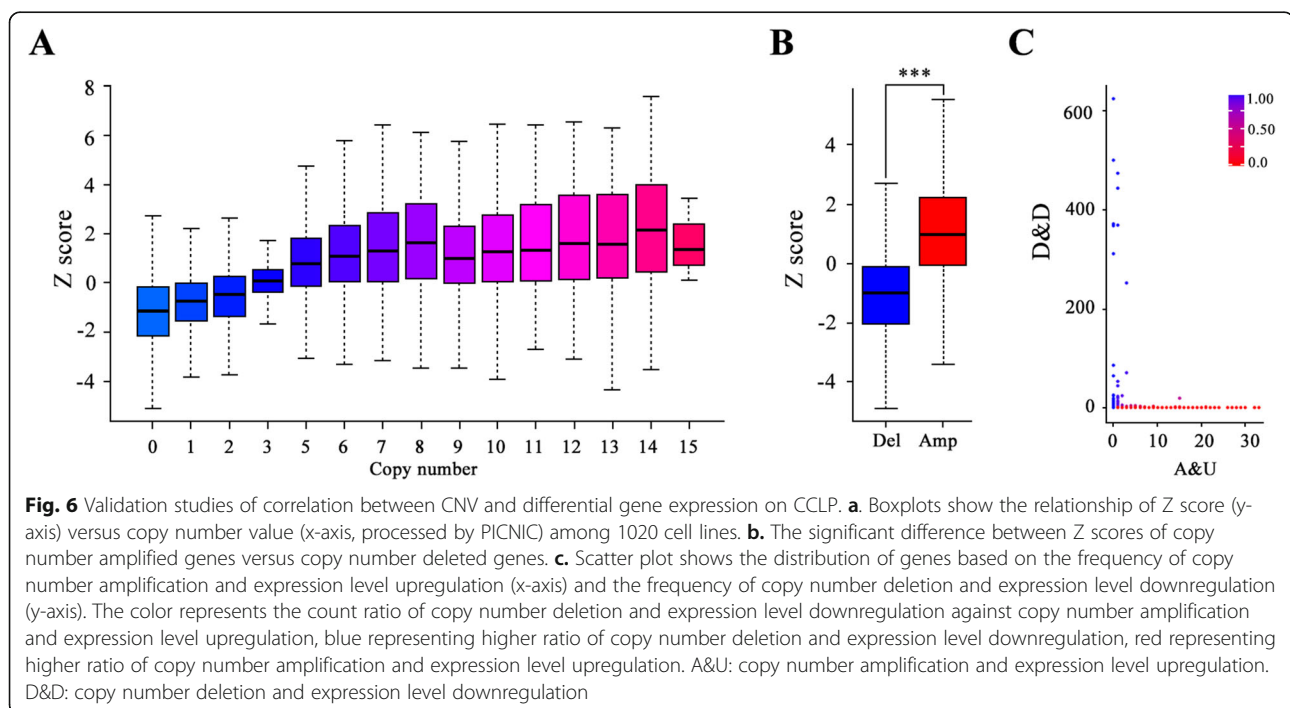 A
B
C
8
6
4
2
0
-2
-4
Z score
0 1 2 3 5 6 7 8 9 10 11 12 13 14 15
Copy number
***
4
2
0
-2
-4
Z score
Del Amp
600
400
200
0
D&D
1.00
0.50
0.0
0 10 20 30
A&U
Fig. 6 Validation studies of correlation between CNV and differential gene expression on CCLP. a. Boxplots show the relationship of Z score (y-
axis) versus copy number value (x-axis, processed by PICNIC) among 1020 cell lines. b. The significant difference between Z scores of copy
number amplified genes versus copy number deleted genes. c. Scatter plot shows the distribution of genes based on the frequency of copy
number amplification and expression level upregulation (x-axis) and the frequency of copy number deletion and expression level downregulation
(y-axis). The color represents the count ratio of copy number deletion and expression level downregulation against copy number amplification
and expression level upregulation, blue representing higher ratio of copy number deletion and expression level downregulation, red representing
higher ratio of copy number amplification and expression level upregulation. A&U: copy number amplification and expression level upregulation.
D&D: copy number deletion and expression level downregulation